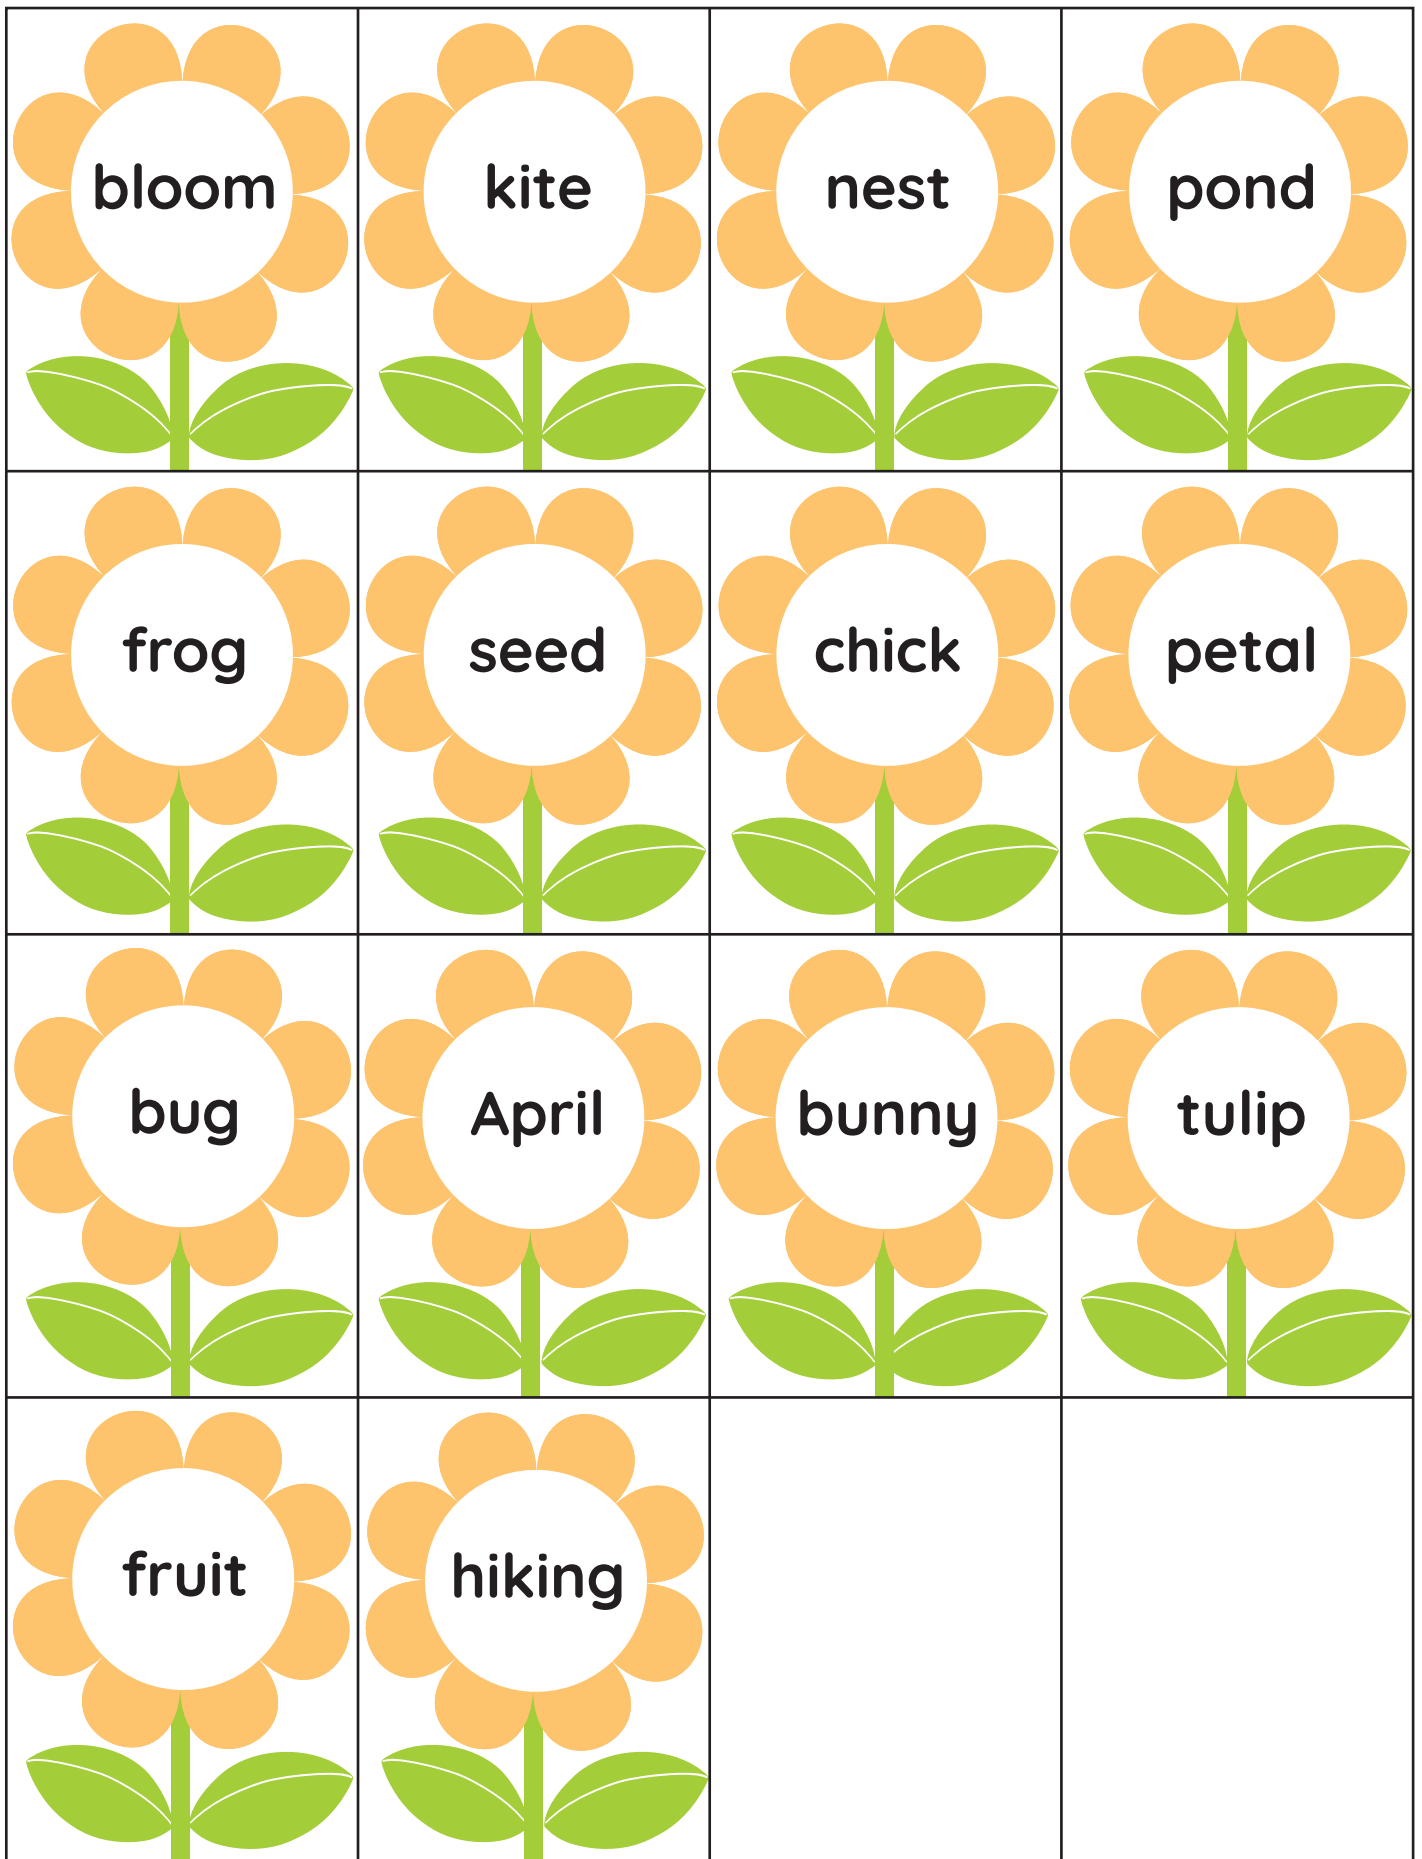 bloom
kite
nest
pond
frog
seed
chick
petal
bug
April
bunny
tulip
fruit
hiking